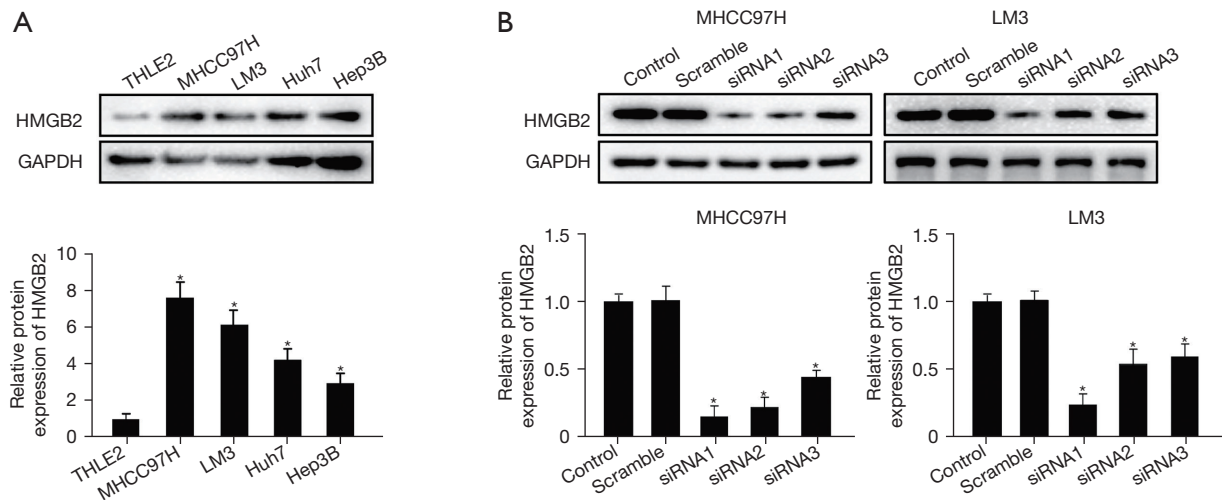 A
THLE2 MHCC97H LM3 Huh7 Hep3B
HMGB2
GAPDH
Relative protein
expression of HMGB2
10
8
6
4
2
0
*
*
*
*
THLE2 MHCC97H LM3 Huh7 Hep3B
B
MHCC97H
Control Scramble siRNA1 siRNA2 siRNA3
HMGB2
GAPDH
LM3
Control Scramble siRNA1 siRNA2 siRNA3
MHCC97H
Relative protein
expression of HMGB2
1.5
1.0
0.5
0
*
*
*
Control Scramble siRNA1 siRNA2 siRNA3
LM3
Relative protein
expression of HMGB2
1.5
1.0
0.5
0
*
*
*
Control Scramble siRNA1 siRNA2 siRNA3